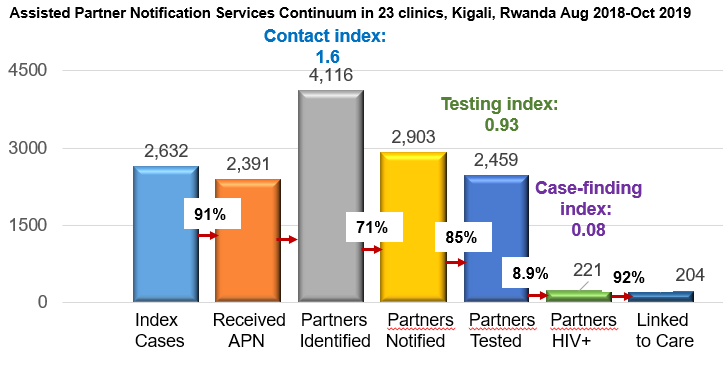 Assisted Partner Notification Services Continuum in 23 clinics, Kigali, Rwanda Aug 2018-Oct 2019
Contact index:
1.6
4500
3000
1500
0
4,116
Testing index:
0.93
2,632
2,391
2,903
2,459
Case-finding
index:
0.08
91%
71%
85%
8.9%
221
92%
204
Index
Cases
Received
APN
Partners
Identified
Partners
Notified
Partners
Tested
Partners
HIV+
Linked
to Care